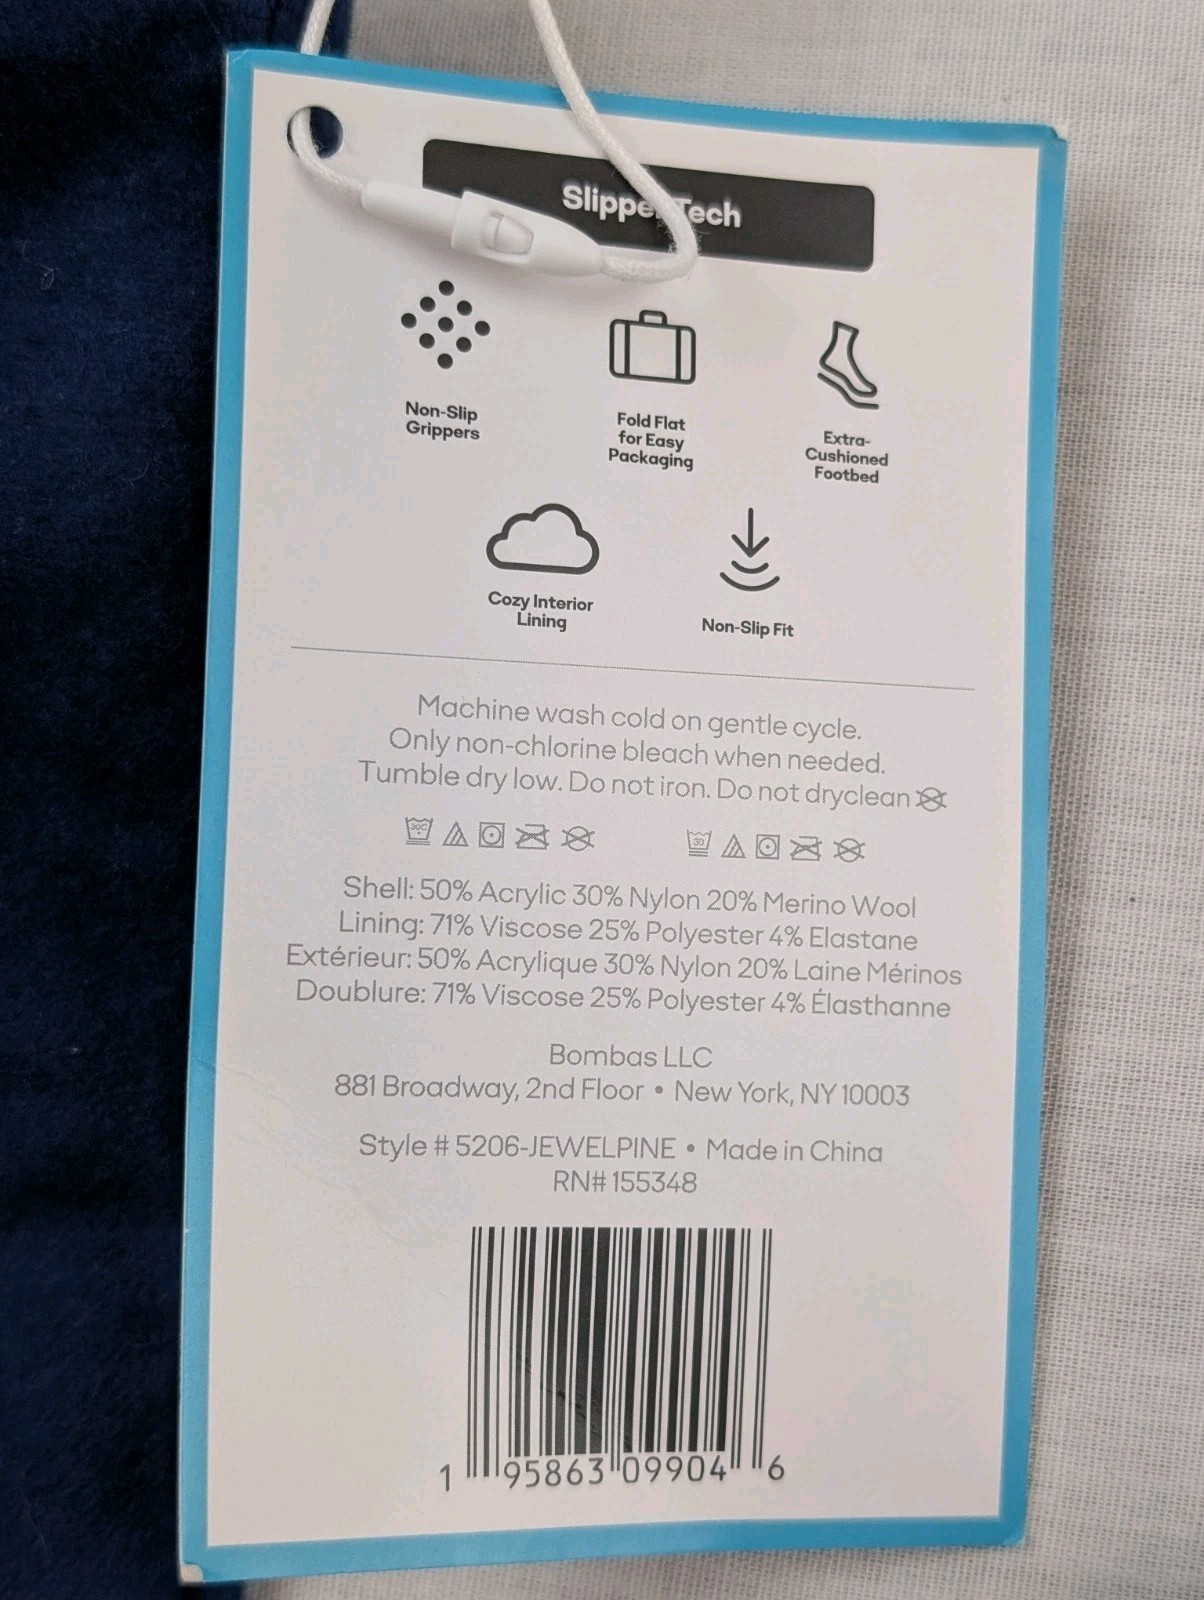 Slipper Tech
Non-Slip
Grippers
Fold Flat
for Easy
Packaging
Extra-
Cushioned
Footbed
Cozy Interior
Lining
Non-Slip Fit
Machine wash cold on gentle cycle.
Only non-chlorine bleach when needed.
Tumble dry low. Do not iron. Do not dryclean
30C 30
Shell: 50% Acrylic 30% Nylon 20% Merino Wool
Lining: 71% Viscose 25% Polyester 4% Elastane
Extérieur: 50% Acrylique 30% Nylon 20% Laine Mérinos
Doublure: 71% Viscose 25% Polyester 4% Élasthanne
Bombas LLC
881 Broadway, 2nd Floor • New York, NY 10003
Style # 5206-JEWELPINE • Made in China
RN# 155348
1 95863 09904 6